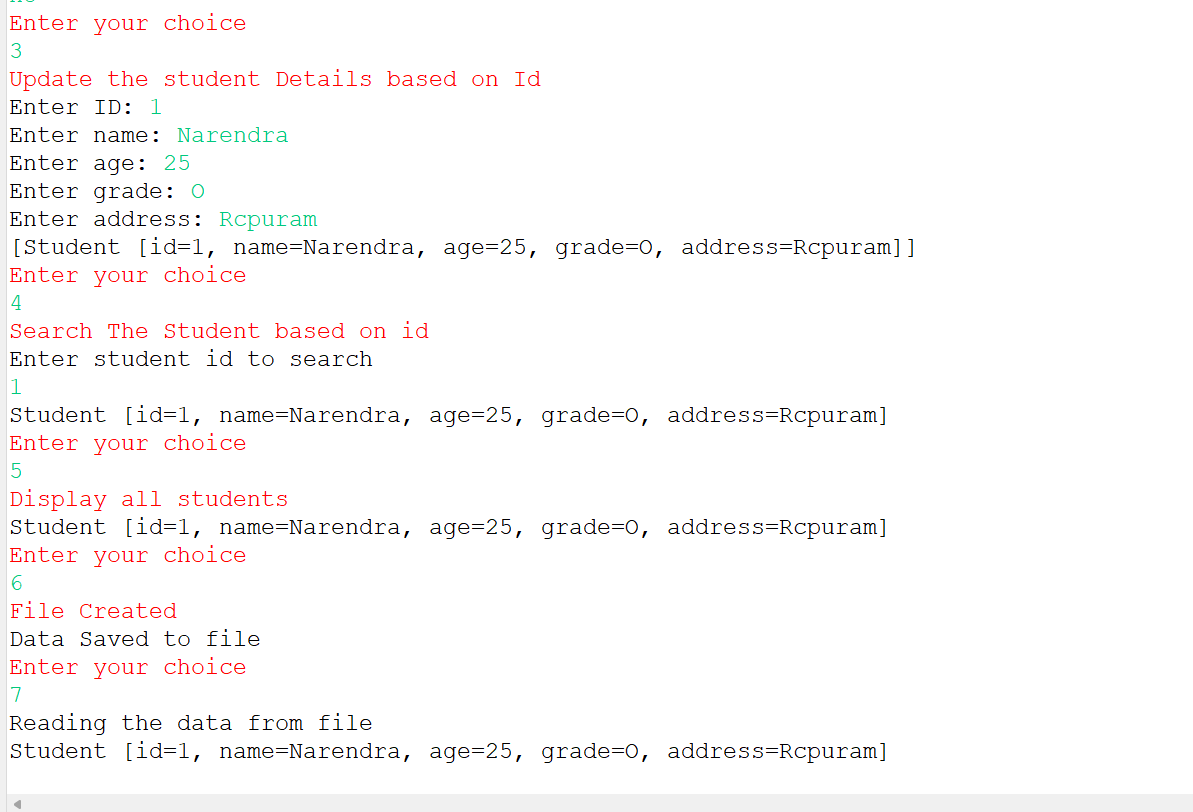 Enter your choice
3
Update the student Details based on Id
Enter ID: 1
Enter name: Narendra
Enter age: 25
Enter grade: O
Enter address: Rcpuram
[Student [id=1, name=Narendra, age=25, grade=O, address=Rcpuram]]
Enter your choice
4
Search The Student based on id
Enter student id to search
1
Student [id=1, name=Narendra, age=25, grade=O, address=Rcpuram]
Enter your choice
5
Display all students
Student [id=1, name=Narendra, age=25, grade=O, address=Rcpuram]
Enter your choice
6
File Created
Data Saved to file
Enter your choice
7
Reading the data from file
Student [id=1, name=Narendra, age=25, grade=O, address=Rcpuram]